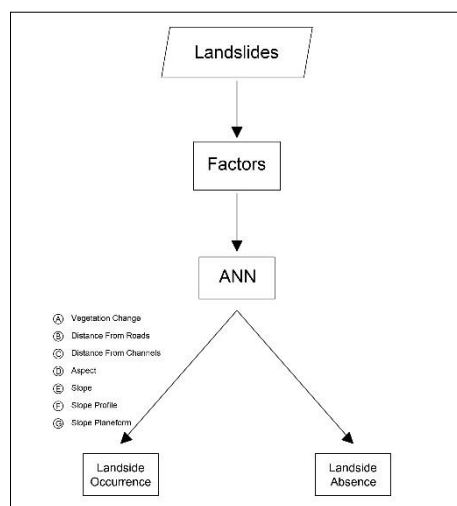 Landslides
Factors
ANN
A Vegetation Change
B Distance From Roads
C Distance From Channels
D Aspect
E Slope
F Slope Profile
G Slope Planeform
Landside
Occurrence
Landside
Absence